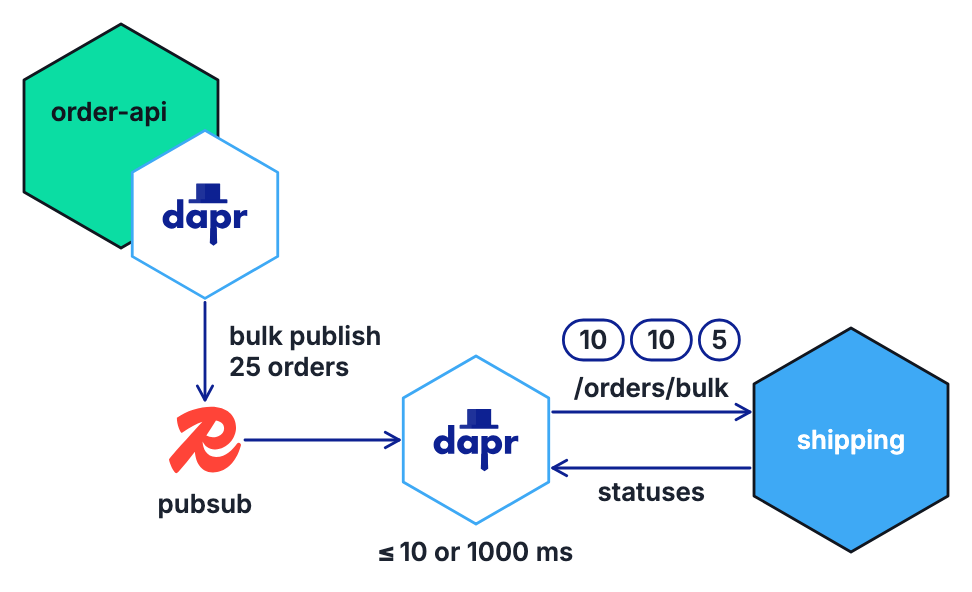 order-api
dapr
bulk publish
25 orders
10 10 5
/orders/bulk
dapr
shipping
statuses
pubsub
≤ 10 or 1000 ms